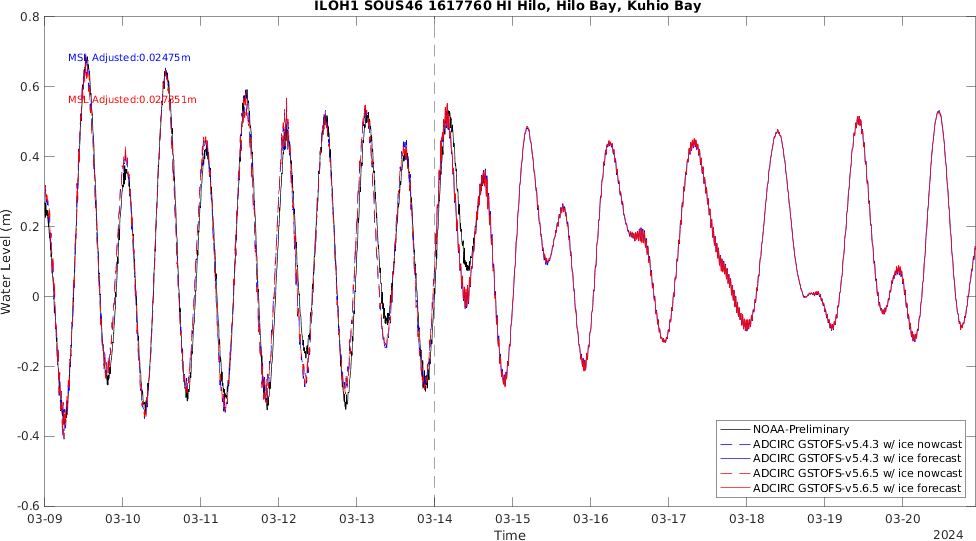 ILOH1 SOUS46 1617760 HI Hilo, Hilo Bay, Kuhio Bay
0.8
0.6
0.4
0.2
0
-0.2
-0.4
-0.6
Water Level (m)
MSL Adjusted:0.02475m
MSL Adjusted:0.027351m
NOAA-Preliminary
ADCIRC GSTOFS-v5.4.3 w/ ice nowcast
ADCIRC GSTOFS-v5.4.3 w/ ice forecast
ADCIRC GSTOFS-v5.6.5 w/ ice nowcast
ADCIRC GSTOFS-v5.6.5 w/ ice forecast
03-09 03-10 03-11 03-12 03-13 03-14 03-15 03-16 03-17 03-18 03-19 03-20
Time
2024